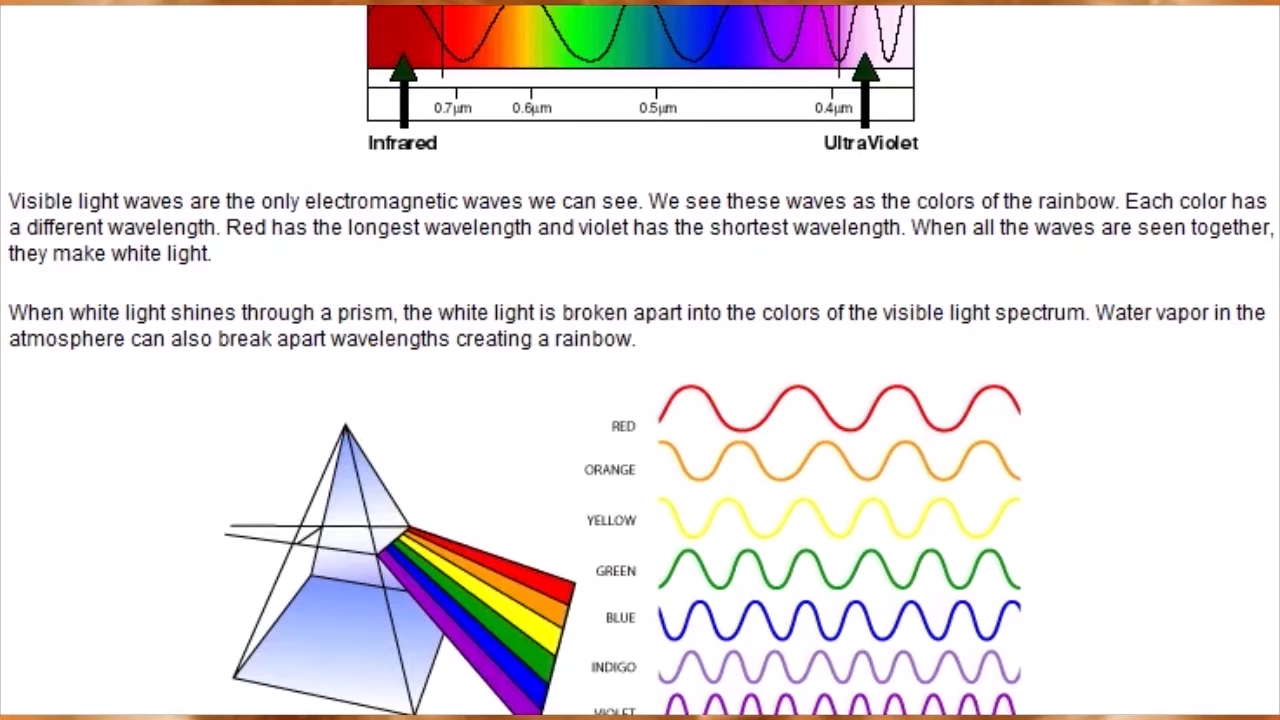 0.7µm 0.6µm 0.5µm 0.4µm
Infrared UltraViolet
Visible light waves are the only electromagnetic waves we can see. We see these waves as the colors of the rainbow. Each color has
a different wavelength. Red has the longest wavelength and violet has the shortest wavelength. When all the waves are seen together,
they make white light.
When white light shines through a prism, the white light is broken apart into the colors of the visible light spectrum. Water vapor in the
atmosphere can also break apart wavelengths creating a rainbow.
RED
ORANGE
YELLOW
GREEN
BLUE
INDIGO
VIOLET